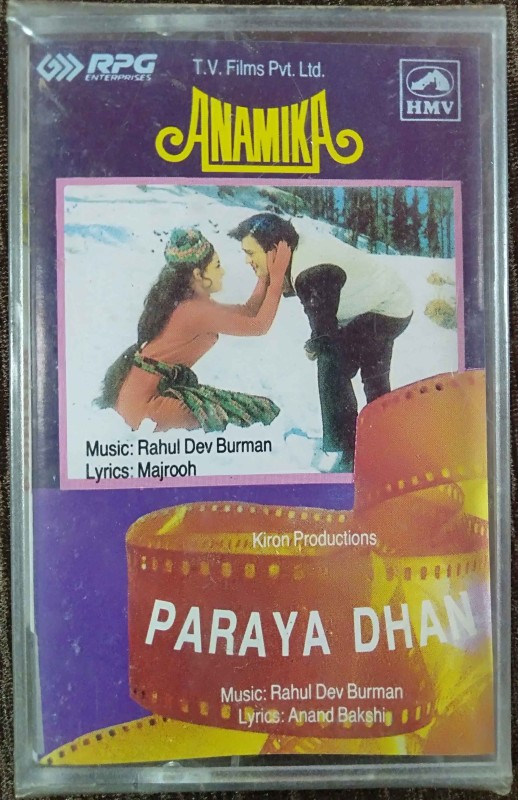 RPG
ENTERPRISES
T.V. Films Pvt. Ltd.
HMV
ANAMIKA
Music: Rahul Dev Burman
Lyrics: Majrooh
Kiron Productions
PARAYA DHAN
Music: Rahul Dev Burman
Lyrics: Anand Bakshi